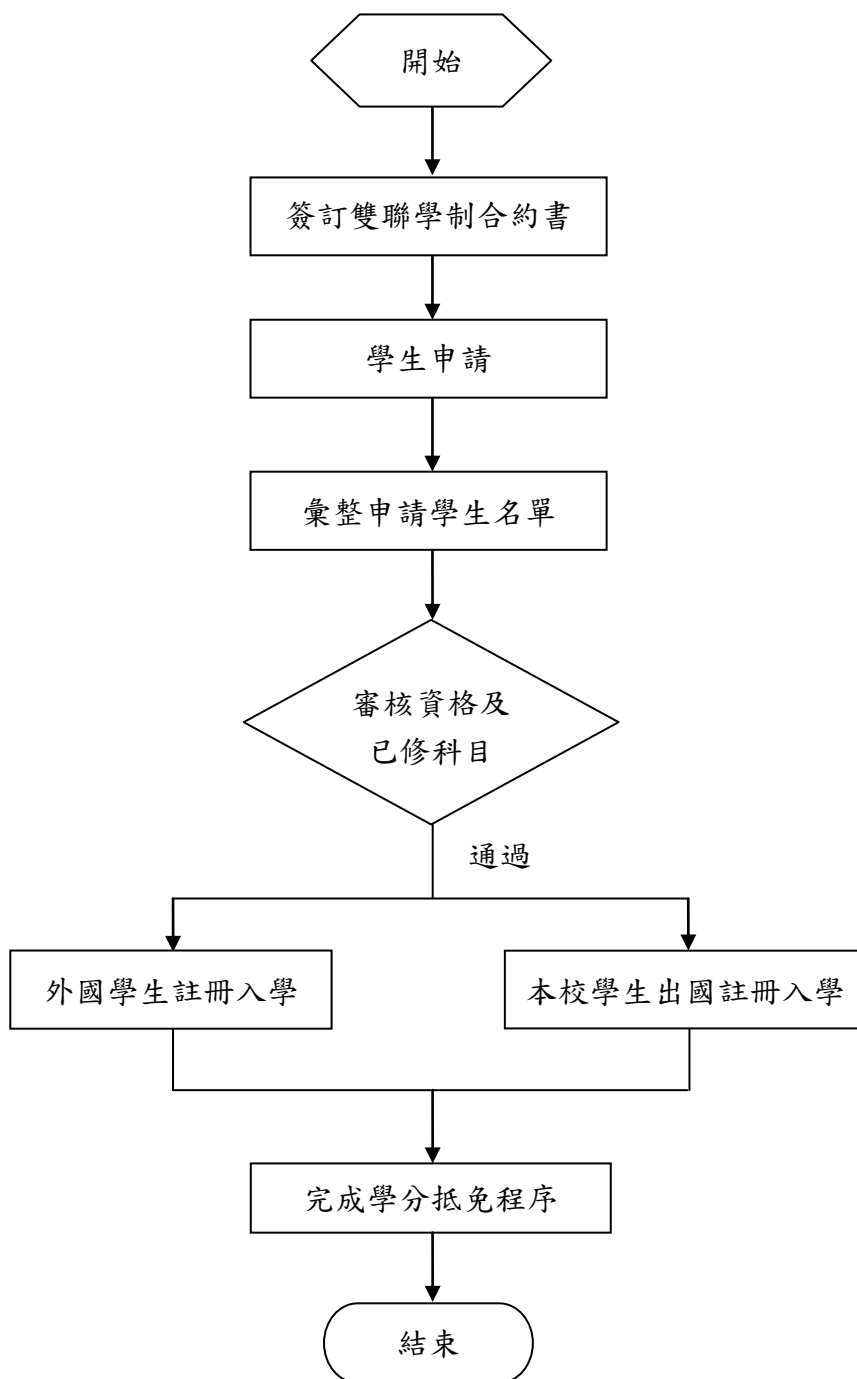 開始
簽訂雙聯學制合約書
學生申請
彙整申請學生名單
審核資格及
已修科目
通過
外國學生註冊入學
本校學生出國註冊入學
完成學分抵免程序
結束